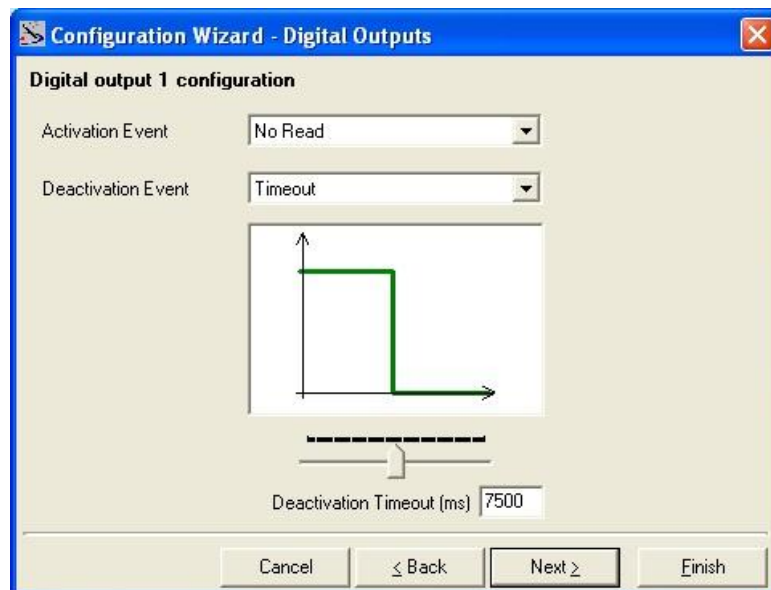 Configuration Wizard - Digital Outputs
Digital output 1 configuration
Activation Event No Read
Deactivation Event Timeout
Deactivation Timeout (ms) 7500
Cancel < Back Next > Finish